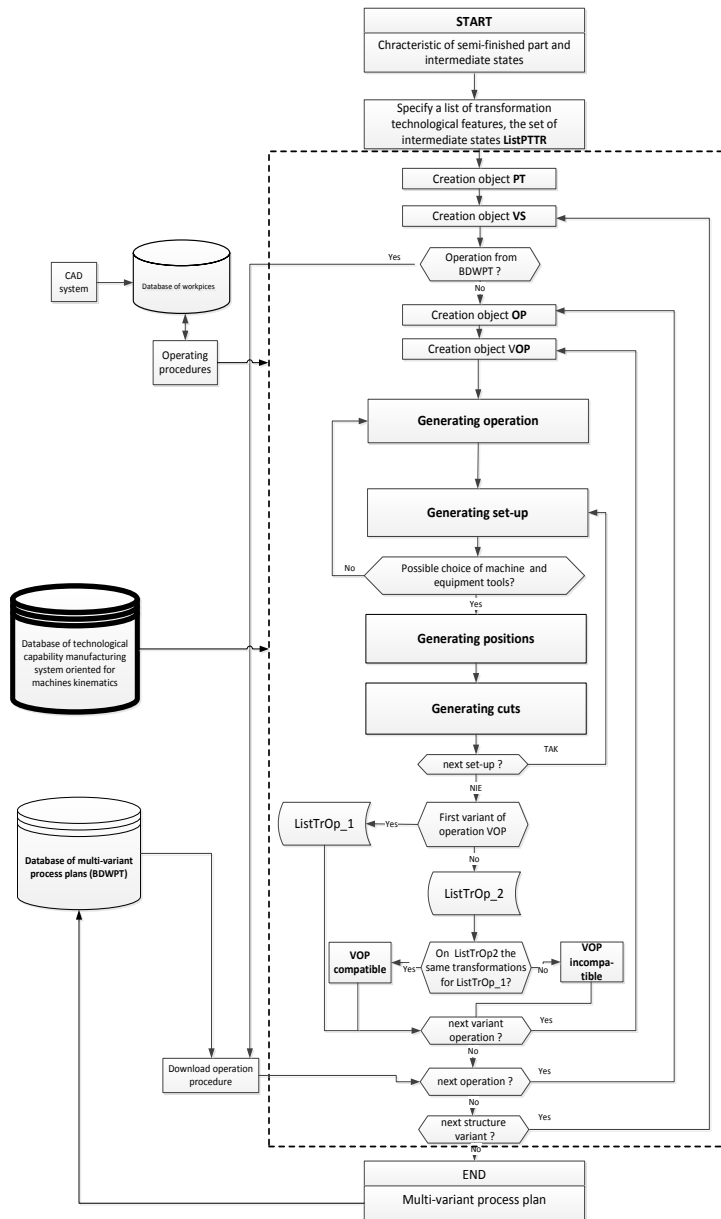 START
Chracteristic of semi-finished part and
intermediate states
Specify a list of transformation
technological features, the set of
intermediate states ListPTTR
Creation object PT
Creation object VS
Yes
Operation from
BDWPT ?
No
CAD
system
Database of workpices
Operating
procedures
Creation object OP
Creation object VOP
Generating operation
Generating set-up
No
Possible choice of machine and
equipment tools?
Yes
Database of technological
capability manufacturing
system oriented for
machines kinematics
Generating positions
Generating cuts
TAK
next set-up ?
NIE
ListTrOp_1
Yes
First variant of
operation VOP
No
Database of multi-variant
process plans (BDWPT)
ListTrOp_2
VOP
compatible
Yes
On ListTrOp2 the
same transformations
for ListTrOp_1?
No
VOP
incompa-
tible
next variant
operation ?
Yes
No
Download operation
procedure
next operation ?
Yes
No
next structure
variant ?
Yes
No
END
Multi-variant process plan